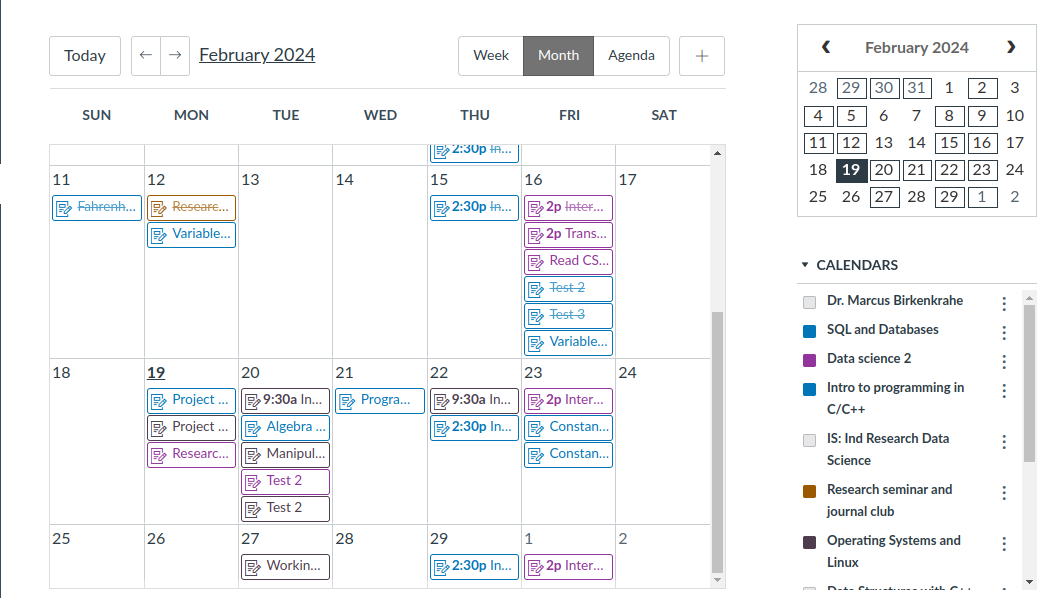 Today ← → February 2024 Week Month Agenda +
SUN MON TUE WED THU FRI SAT
2:30p In...
11 12 13 14 15 16 17
Fahrenh... Researc... 2:30p In... 2p Inter...
Variable... 2p Trans...
Read CS...
Test 2
Test 3
Variable...
18 19 20 21 22 23 24
Project ... 9:30a In... Progra... 9:30a In... 2p Inter...
Project ... Algebra ... 2:30p In... Constan...
Researc... Manipul... Constan...
Test 2
Test 2
25 26 27 28 29 1 2
Workin... 2:30p In... 2p Inter...
February 2024
28 29 30 31 1 2 3
4 5 6 7 8 9 10
11 12 13 14 15 16 17
18 19 20 21 22 23 24
25 26 27 28 29 1 2
CALENDARS
Dr. Marcus Birkenkrahe
SQL and Databases
Data science 2
Intro to programming in
C/C++
IS: Ind Research Data
Science
Research seminar and
journal club
Operating Systems and
Linux
Data Structures with C++